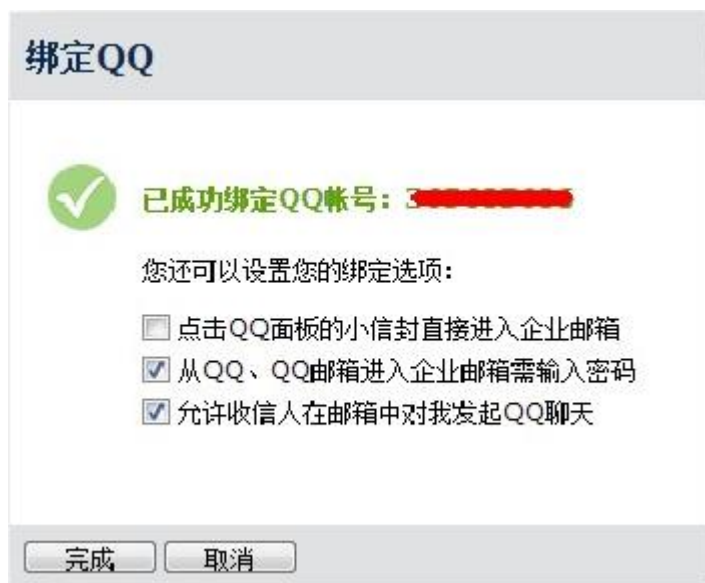 绑定QQ
已成功绑定QQ帐号：
您还可以设置您的绑定选项：
点击QQ面板的小信封直接进入企业邮箱
从QQ、QQ邮箱进入企业邮箱需输入密码
允许收信人在邮箱中对我发起QQ聊天
完成 取消